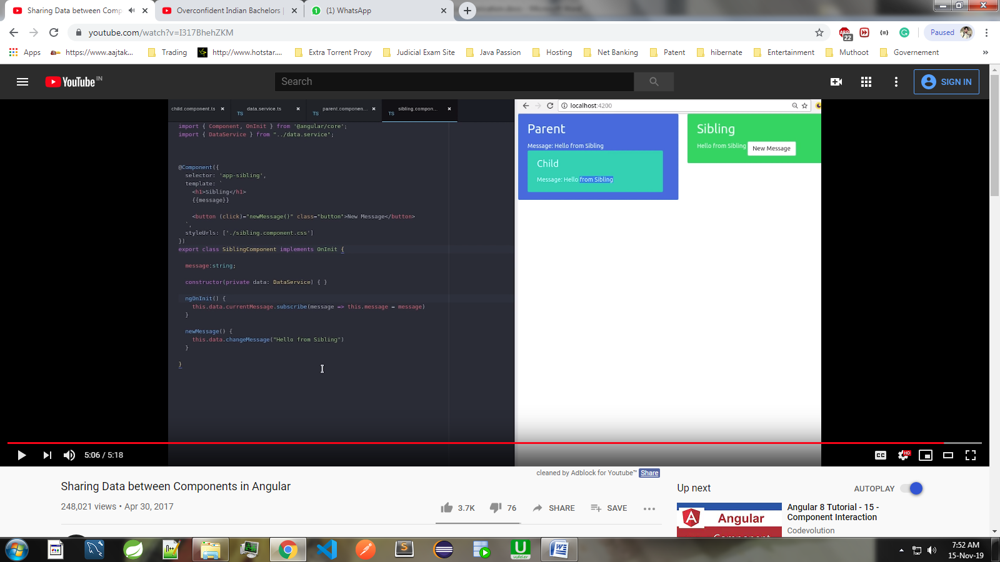 Sharing Data between Comp
Overconfident Indian Bachelors |
(1) WhatsApp
youtube.com/watch?v=I317BhehZKM
22
Paused
Apps
https://www.aajtak...
Trading
http://www.hotstar....
Extra Torrent Proxy
Judicial Exam Site
Java Passion
Hosting
Net Banking
Patent
hibernate
Entertainment
Muthoot
Governement
YouTube IN
Search
SIGN IN
child.component.ts
TS data.service.ts
TS parent.componen...
TS sibling.compon...
import { Component, OnInit } from '@angular/core';
import { DataService } from "../data.service";
@Component({
selector: 'app-sibling',
template: `
<h1>Sibling</h1>
{{message}}
<button (click)="newMessage()" class="button">New Message</button>
`,
styleUrls: ['./sibling.component.css']
})
export class SiblingComponent implements OnInit {
message:string;
constructor(private data: DataService) { }
ngOnInit() {
this.data.currentMessage.subscribe(message => this.message = message)
}
newMessage() {
this.data.changeMessage("Hello from Sibling")
}
}
localhost:4200
Parent
Message: Hello from Sibling
Child
Message: Hello from Sibling
Sibling
Hello from Sibling
New Message
5:06 / 5:18
CC
HD
cleaned by Adblock for Youtube™ Share
Sharing Data between Components in Angular
248,021 views • Apr 30, 2017
3.7K
76
SHARE
SAVE
Up next
AUTOPLAY
Angular
Angular 8 Tutorial - 15 -
Component Interaction
Codevolution
7:52 AM
15-Nov-19